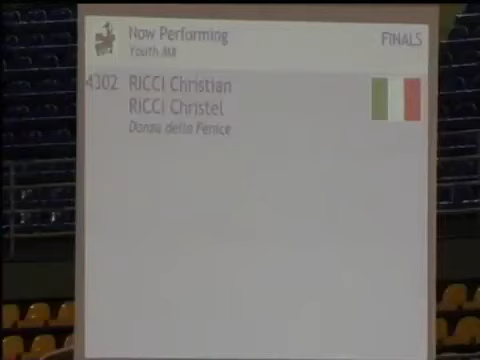 Now Performing
FINALS
Youth
4302 RICCI Christian
RICCI Christel
Danza della Fenice